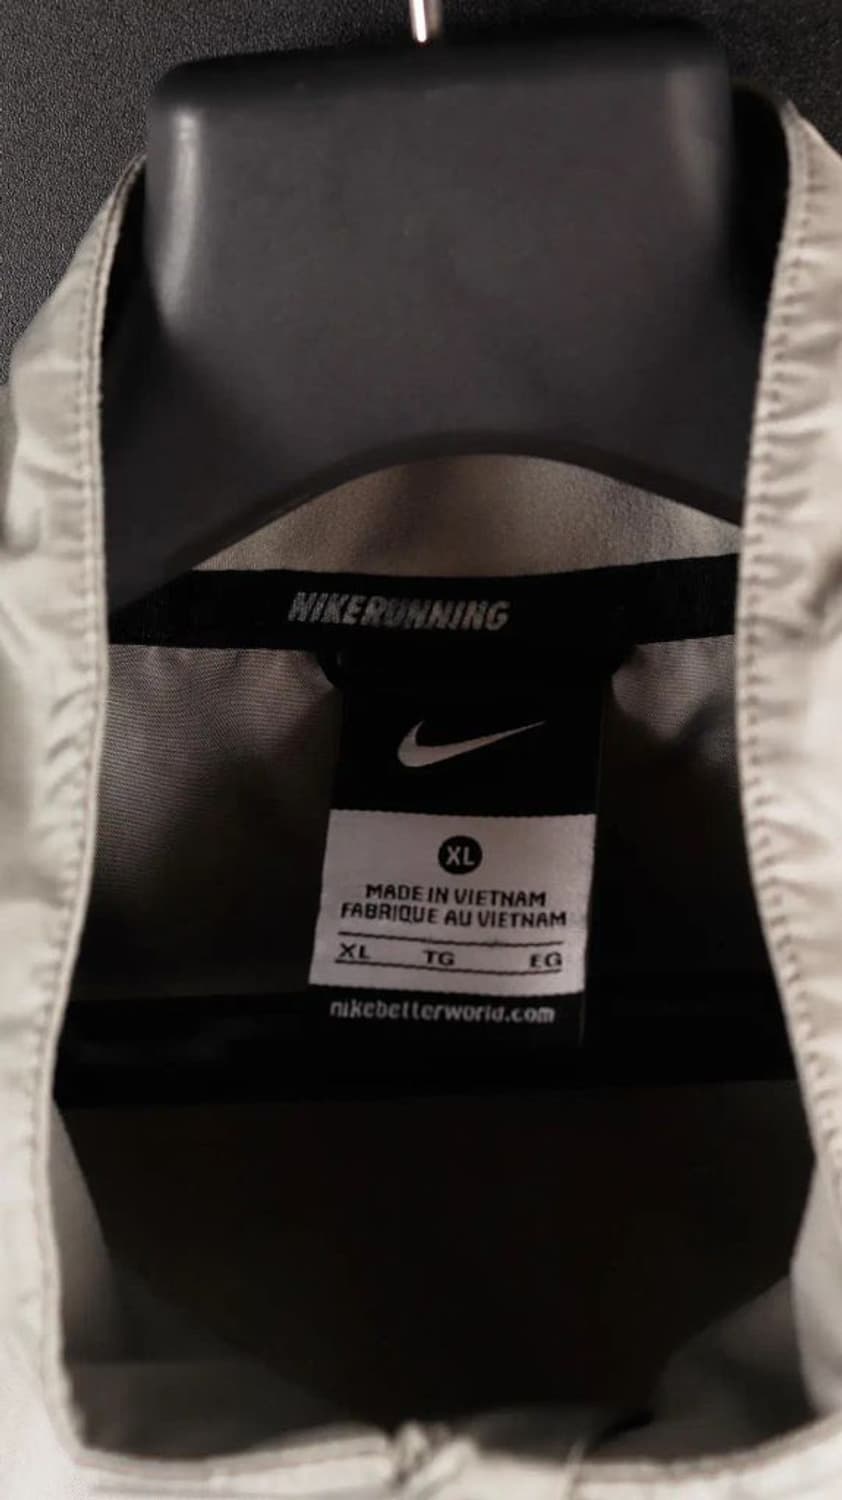 NIKERUNNING
XL
MADE IN VIETNAM
FABRIQUE AU VIETNAM
XL TG EG
nikebetterworld.com